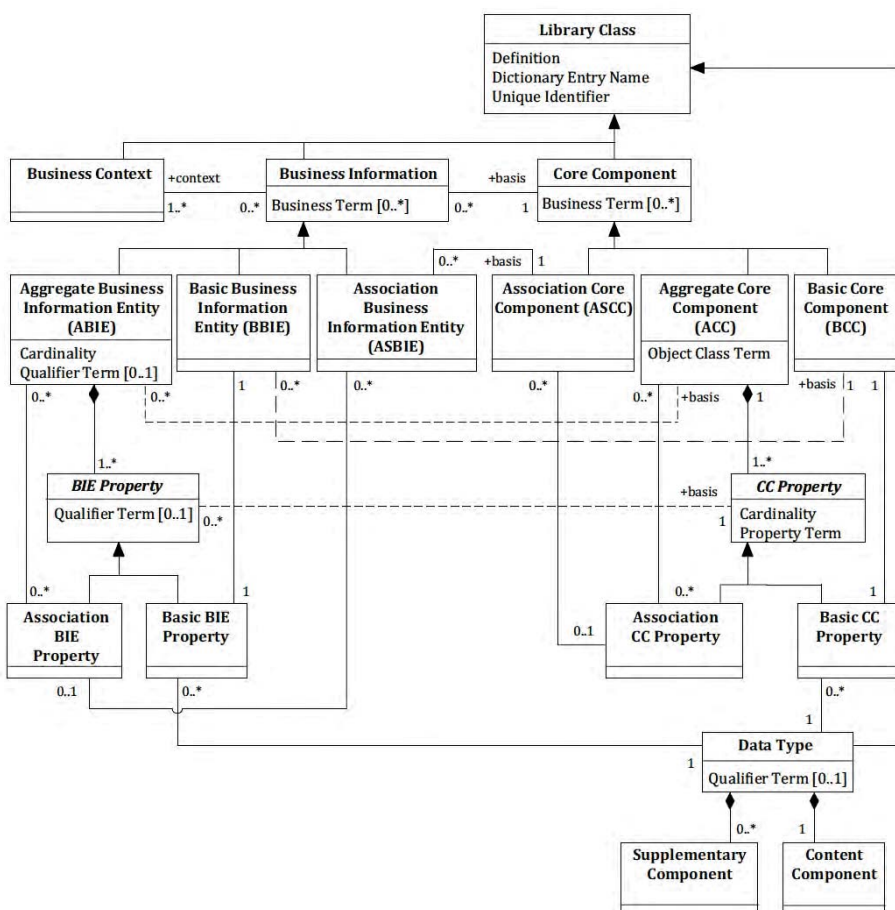 Library Class
Definition
Dictionary Entry Name
Unique Identifier
Business Context
+context
1..*
0..*
Business Information
Business Term [0..*]
0..*
+basis
1
Core Component
Business Term [0..*]
0..*
+basis
1
Aggregate Business
Information Entity
(ABIE)
Cardinality
Qualifier Term [0..1]
Basic Business
Information
Entity (BBIE)
Association
Business
Information Entity
(ASBIE)
Association Core
Component (ASCC)
Aggregate Core
Component
(ACC)
Object Class Term
Basic Core
Component
(BCC)
0..*
0..*
1
0..*
0..*
0..*
0..*
+basis
1
+basis
1
1
1..*
1..*
BIE Property
Qualifier Term [0..1]
0..*
+basis
1
CC Property
Cardinality
Property Term
0..*
1
0..*
1
Association
BIE
Property
Basic BIE
Property
0..1
Association
CC Property
Basic CC
Property
0..1
0..*
0..*
1
1
Data Type
Qualifier Term [0..1]
0..*
1
Supplementary
Component
Content
Component